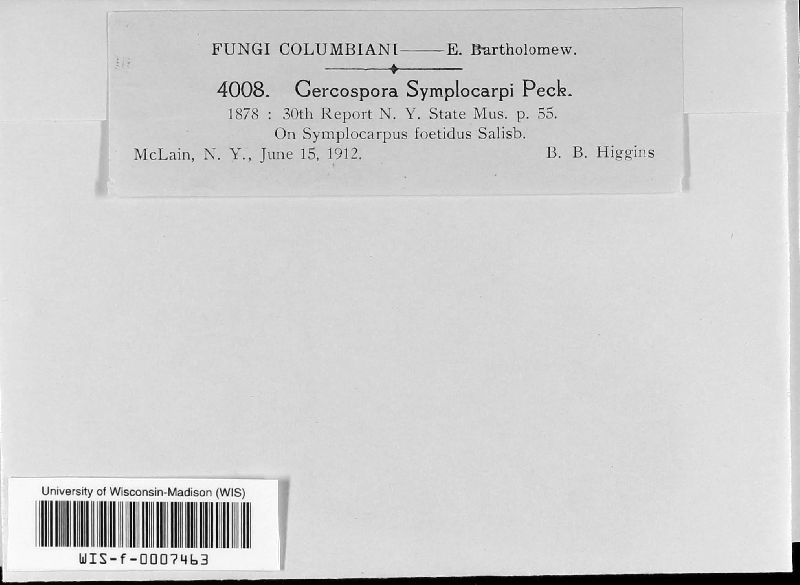 FUNGI COLUMBIANI——E. Bartholomew.
4008. Cercospora Symplocarpi Peck.
1878 : 30th Report N. Y. State Mus. p. 55.
On Symplocarpus foetidus Salisb.
McLain, N. Y., June 15, 1912. B. B. Higgins
University of Wisconsin-Madison (WIS)
WIS-f-0007463